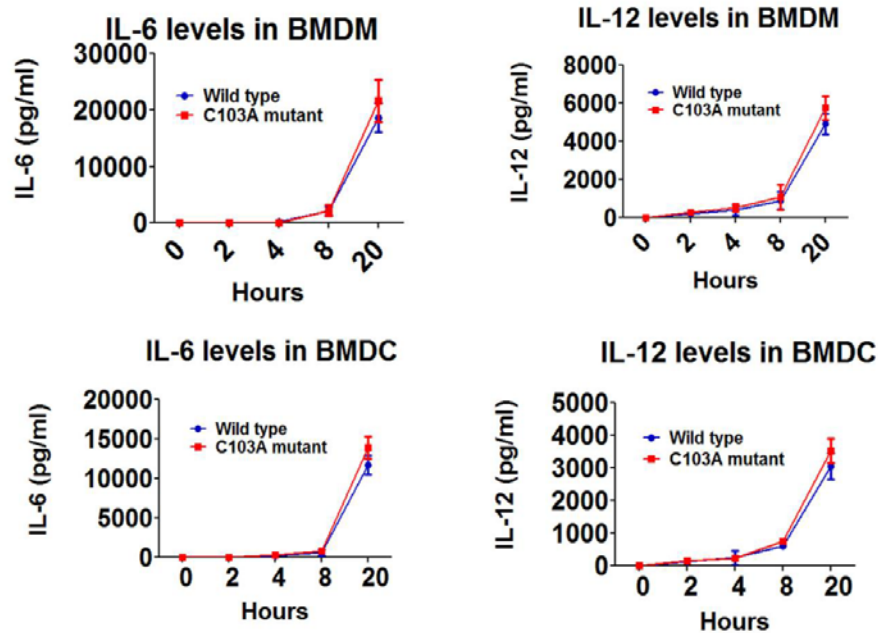 IL-6 levels in BMDM
30000
20000
10000
0
IL-6 (pg/ml)
Wild type
C103A mutant
0 2 4 8 20
Hours
IL-12 levels in BMDM
8000
6000
4000
2000
0
IL-12 (pg/ml)
Wild type
C103A mutant
0 2 4 8 20
Hours
IL-6 levels in BMDC
20000
15000
10000
5000
0
IL-6 (pg/ml)
Wild type
C103A mutant
0 2 4 8 20
Hours
IL-12 levels in BMDC
5000
4000
3000
2000
1000
0
IL-12 (pg/ml)
Wild type
C103A mutant
0 2 4 8 20
Hours